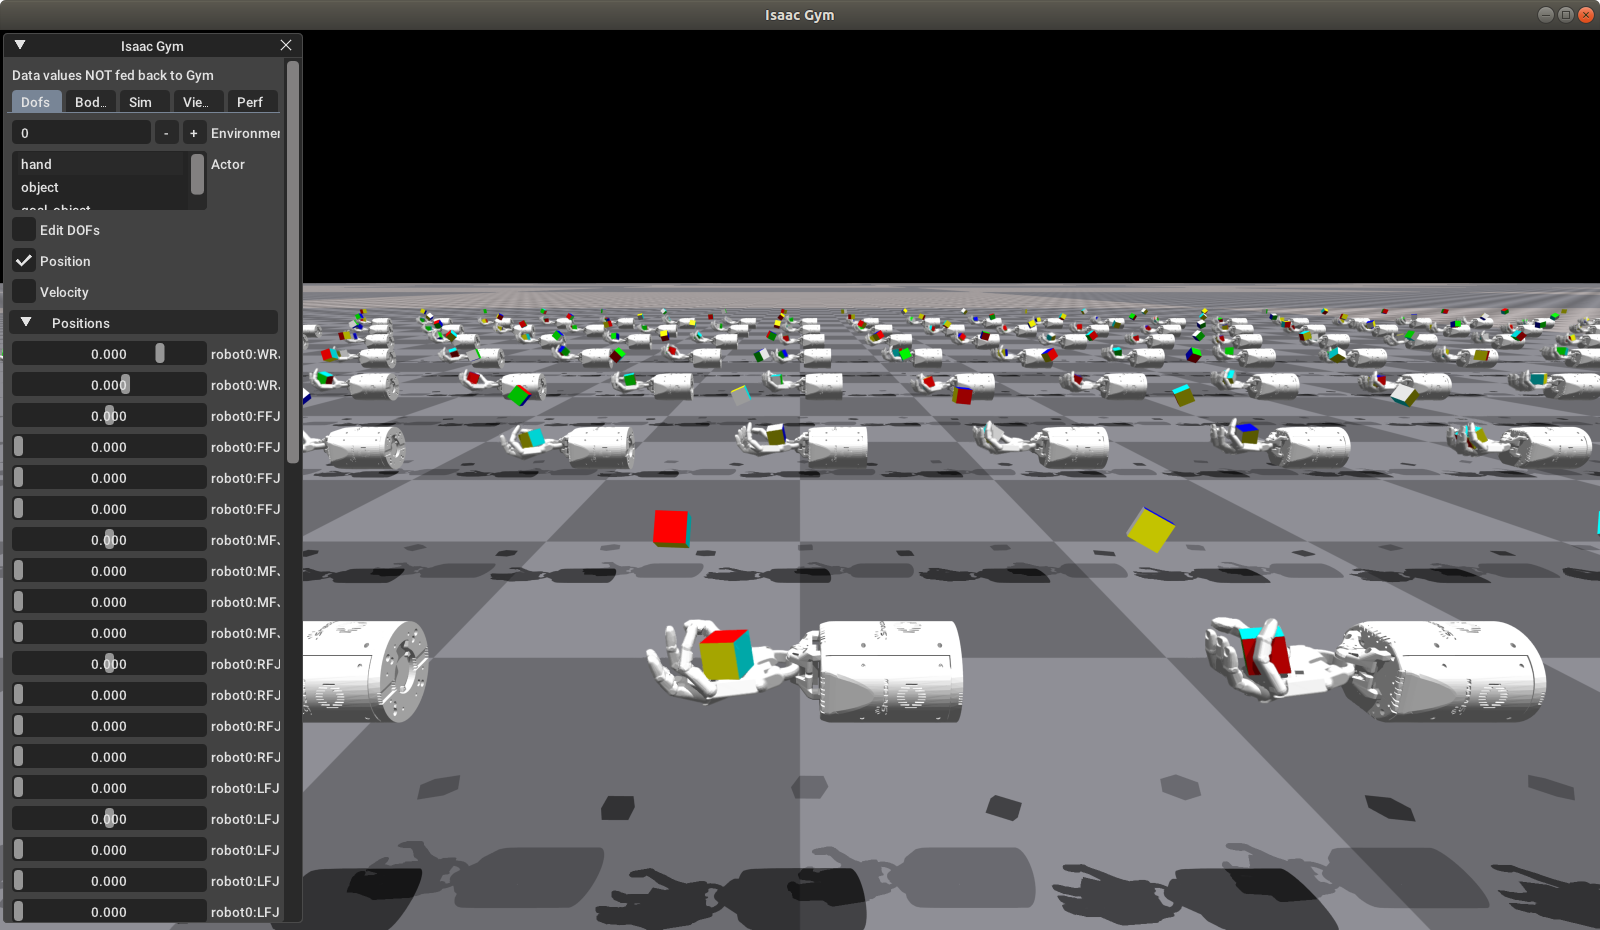 Isaac Gym
Isaac Gym
Data values NOT fed back to Gym
Dofs Bod... Sim Vie... Perf
0 - + Environme
hand Actor
object
goal_object
Edit DOFs
Position
Velocity
Positions
0.000 robot0:WR
0.000 robot0:WR
0.000 robot0:FFJ
0.000 robot0:FFJ
0.000 robot0:FFJ
0.000 robot0:FFJ
0.000 robot0:MF
0.000 robot0:MF
0.000 robot0:MF
0.000 robot0:MF
0.000 robot0:RFJ
0.000 robot0:RFJ
0.000 robot0:RFJ
0.000 robot0:RFJ
0.000 robot0:LFJ
0.000 robot0:LFJ
0.000 robot0:LFJ
0.000 robot0:LFJ
0.000 robot0:LFJ